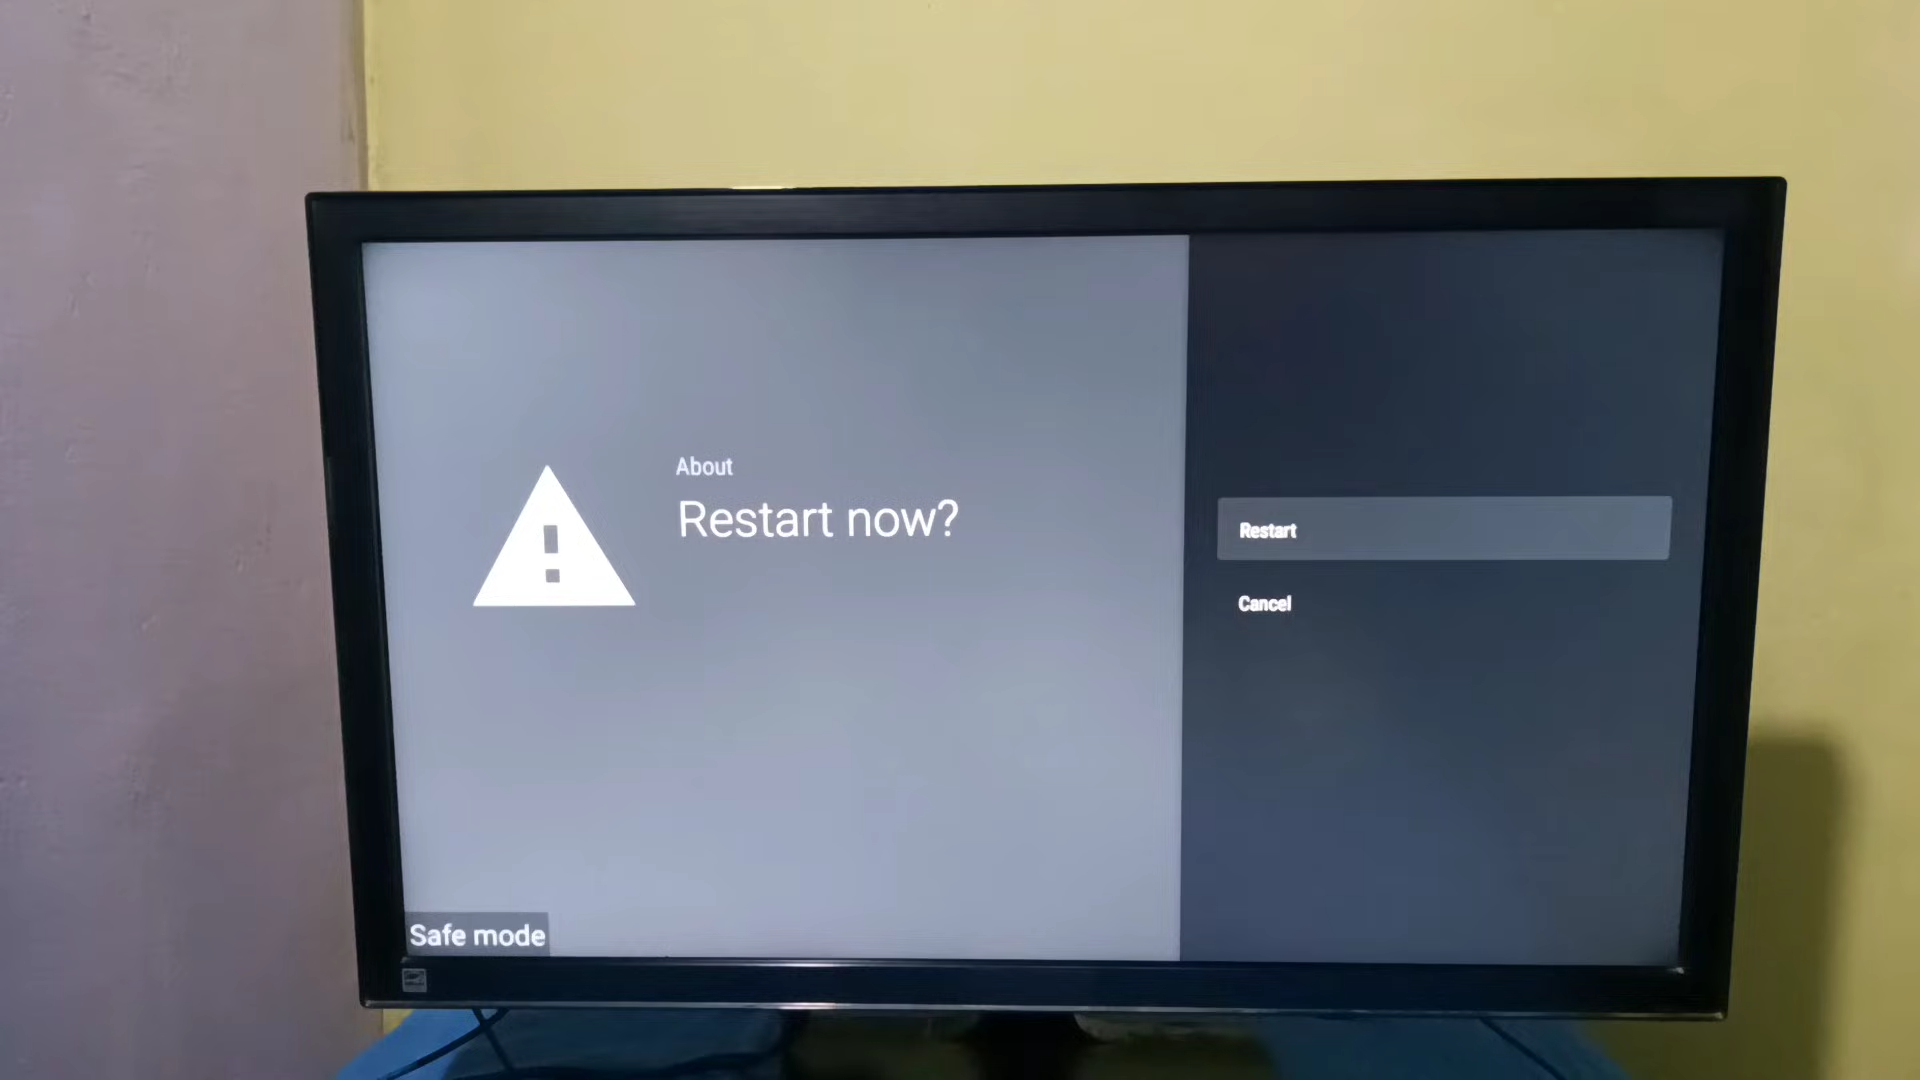 About
Restart now?
Restart
Cancel
Safe mode